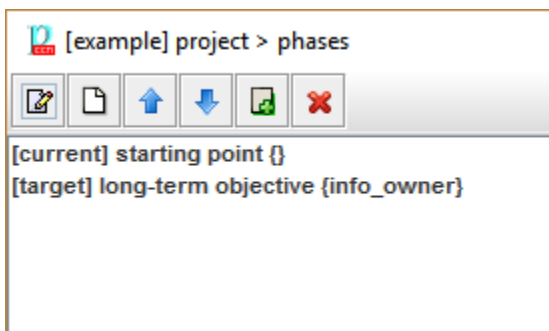 [example] project > phases
[current] starting point {}
[target] long-term objective {info_owner}